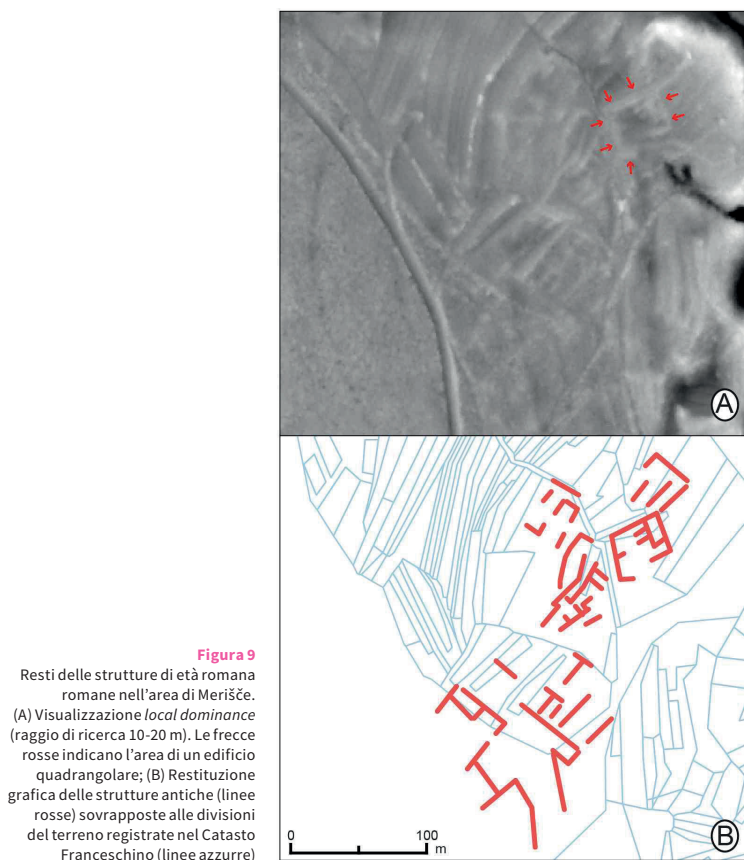 A
Figura 9
Resti delle strutture di età romana
romane nell'area di Merišče.
(A) Visualizzazione local dominance
(raggio di ricerca 10-20 m). Le frecce
rosse indicano l'area di un edificio
quadrangolare; (B) Restituzione
grafica delle strutture antiche (linee
rosse) sovrapposte alle divisioni
del terreno registrate nel Catasto
Franceschino (linee azzurre)
0 100
m
B